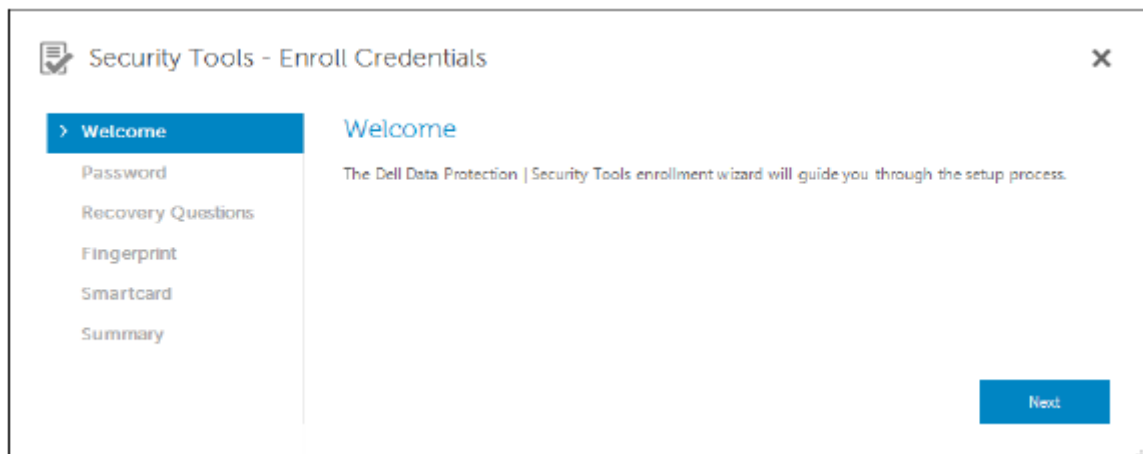 Security Tools - Enroll Credentials
> Welcome
Password
Recovery Questions
Fingerprint
Smartcard
Summary
Welcome
The Dell Data Protection | Security Tools enrollment wizard will guide you through the setup process.
Next